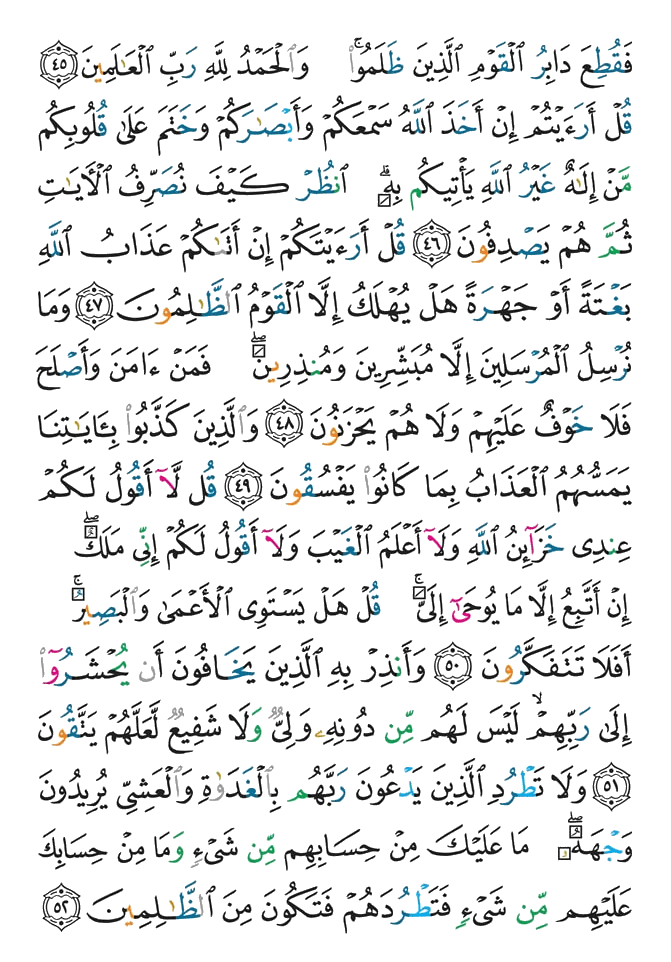 فَقُطِعَ دَابِرُ ٱلْقَوْمِ ٱلَّذِينَ ظَلَمُوا۟ ۚ وَٱلْحَمْدُ لِلَّهِ رَبِّ ٱلْعَـٰلَمِينَ ٤٥
قُلْ أَرَءَيْتُمْ إِنْ أَخَذَ ٱللَّهُ سَمْعَكُمْ وَأَبْصَـٰرَكُمْ وَخَتَمَ عَلَىٰ قُلُوبِكُم
مَّنْ إِلَـٰهٌ غَيْرُ ٱللَّهِ يَأْتِيكُم بِهِ ۗ ٱنظُرْ كَيْفَ نُصَرِّفُ ٱلْأَيَـٰتِ
ثُمَّ هُمْ يَصْدِفُونَ ٤٦ قُلْ أَرَءَيْتَكُمْ إِنْ أَتَىٰكُمْ عَذَابُ ٱللَّهِ
بَغْتَةً أَوْ جَهْرَةً هَلْ يُهْلَكُ إِلَّا ٱلْقَوْمُ ٱلظَّـٰلِمُونَ ٤٧ وَمَا
نُرْسِلُ ٱلْمُرْسَلِينَ إِلَّا مُبَشِّرِينَ وَمُنذِرِينَ ۖ فَمَنْ ءَامَنَ وَأَصْلَحَ
فَلَا خَوْفٌ عَلَيْهِمْ وَلَا هُمْ يَحْزَنُونَ ٤٨ وَٱلَّذِينَ كَذَّبُوا۟ بِـَٔايَـٰتِنَا
يَمَسُّهُمُ ٱلْعَذَابُ بِمَا كَانُوا۟ يَفْسُقُونَ ٤٩ قُل لَّآ أَقُولُ لَكُمْ
عِندِى خَزَآئِنُ ٱللَّهِ وَلَآ أَعْلَمُ ٱلْغَيْبَ وَلَآ أَقُولُ لَكُمْ إِنِّى مَلَكٌ ۖ
إِنْ أَتَّبِعُ إِلَّا مَا يُوحَىٰٓ إِلَىَّ ۚ قُلْ هَلْ يَسْتَوِى ٱلْأَعْمَىٰ وَٱلْبَصِيرُ ۚ
أَفَلَا تَتَفَكَّرُونَ ٥٠ وَأَنذِرْ بِهِ ٱلَّذِينَ يَخَافُونَ أَن يُحْشَرُوٓا۟
إِلَىٰ رَبِّهِمْ ۙ لَيْسَ لَهُم مِّن دُونِهِۦ وَلِىٌّ وَلَا شَفِيعٌ لَّعَلَّهُمْ يَتَّقُونَ
٥١ وَلَا تَطْرُدِ ٱلَّذِينَ يَدْعُونَ رَبَّهُم بِٱلْغَدَوٰةِ وَٱلْعَشِىِّ يُرِيدُونَ
وَجْهَهُ ۖ مَا عَلَيْكَ مِنْ حِسَابِهِم مِّن شَىْءٍ وَمَا مِنْ حِسَابِكَ
عَلَيْهِم مِّن شَىْءٍ فَتَطْرُدَهُمْ فَتَكُونَ مِنَ ٱلظَّـٰلِمِينَ ٥٢